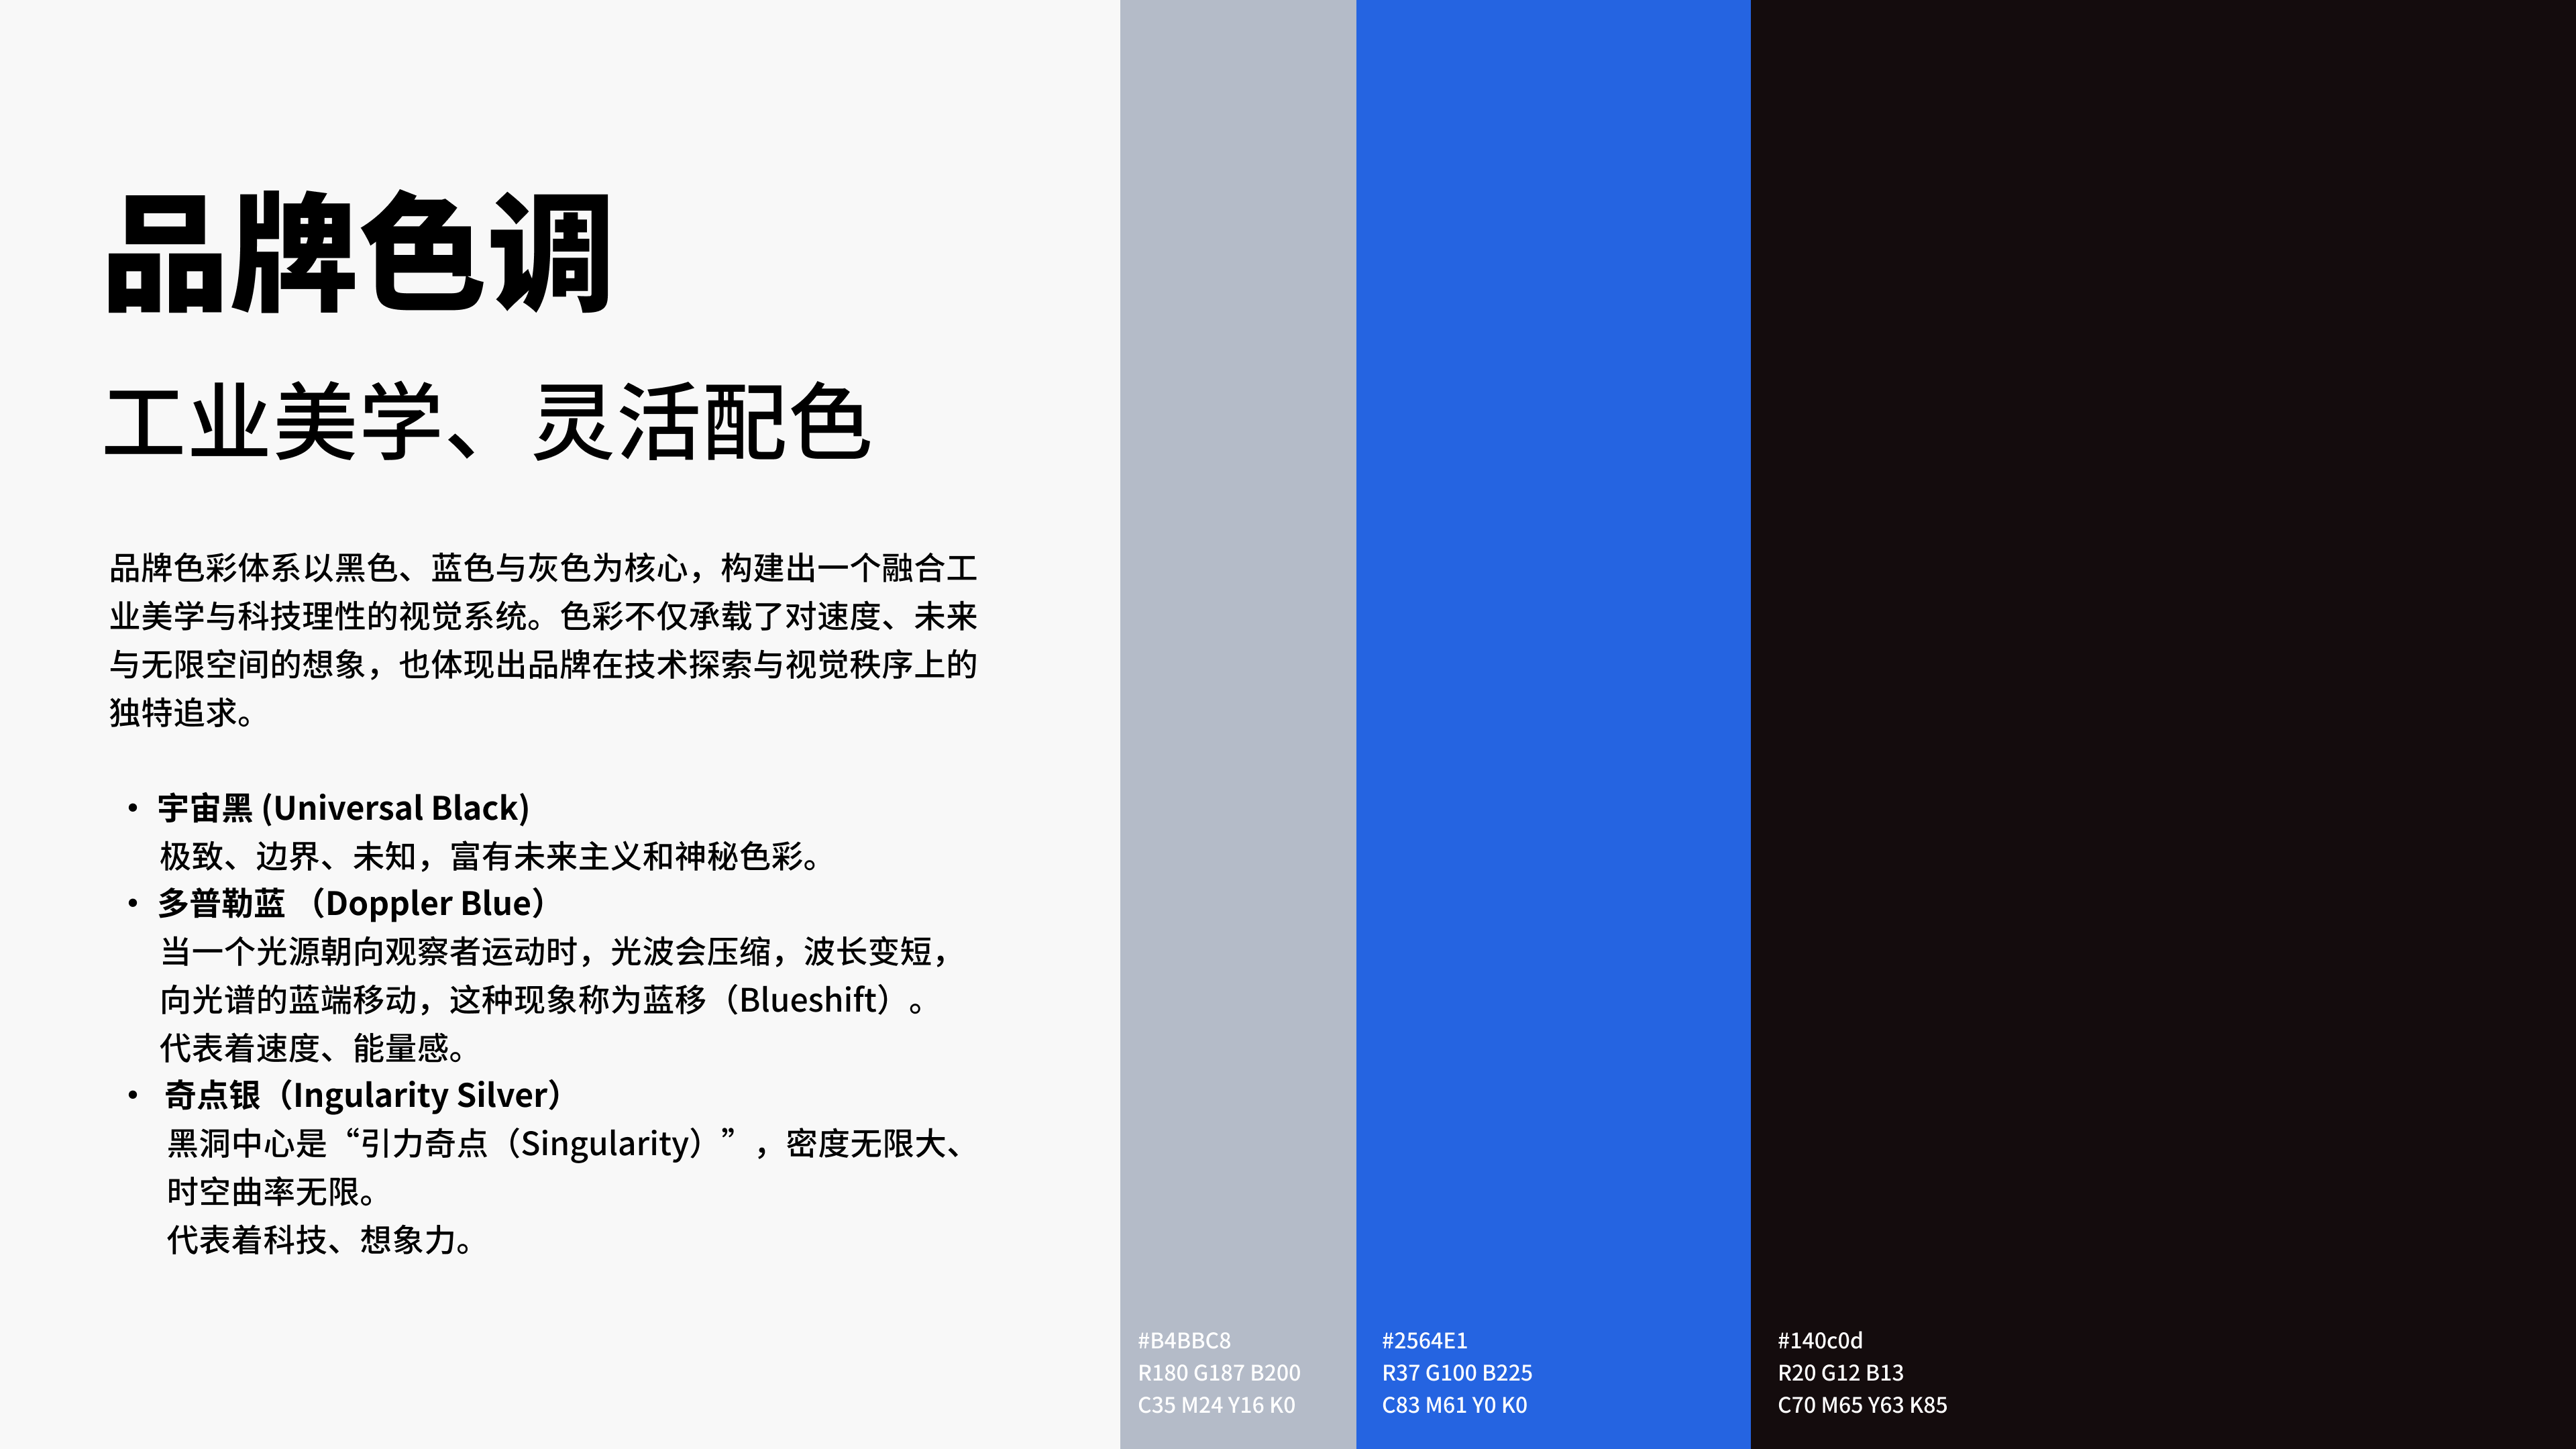 品牌色调
工业美学、灵活配色
品牌色彩体系以黑色、蓝色与灰色为核心，构建出一个融合工
业美学与科技理性的视觉系统。色彩不仅承载了对速度、未来
与无限空间的想象，也体现出品牌在技术探索与视觉秩序上的
独特追求。
• 宇宙黑 (Universal Black)
极致、边界、未知，富有未来主义和神秘色彩。
• 多普勒蓝 （Doppler Blue）
当一个光源朝向观察者运动时，光波会压缩，波长变短，
向光谱的蓝端移动，这种现象称为蓝移（Blueshift）。
代表着速度、能量感。
• 奇点银（Ingularity Silver）
黑洞中心是“引力奇点（Singularity）”，密度无限大、
时空曲率无限。
代表着科技、想象力。
#B4BBC8
R180 G187 B200
C35 M24 Y16 K0
#2564E1
R37 G100 B225
C83 M61 Y0 K0
#140c0d
R20 G12 B13
C70 M65 Y63 K85